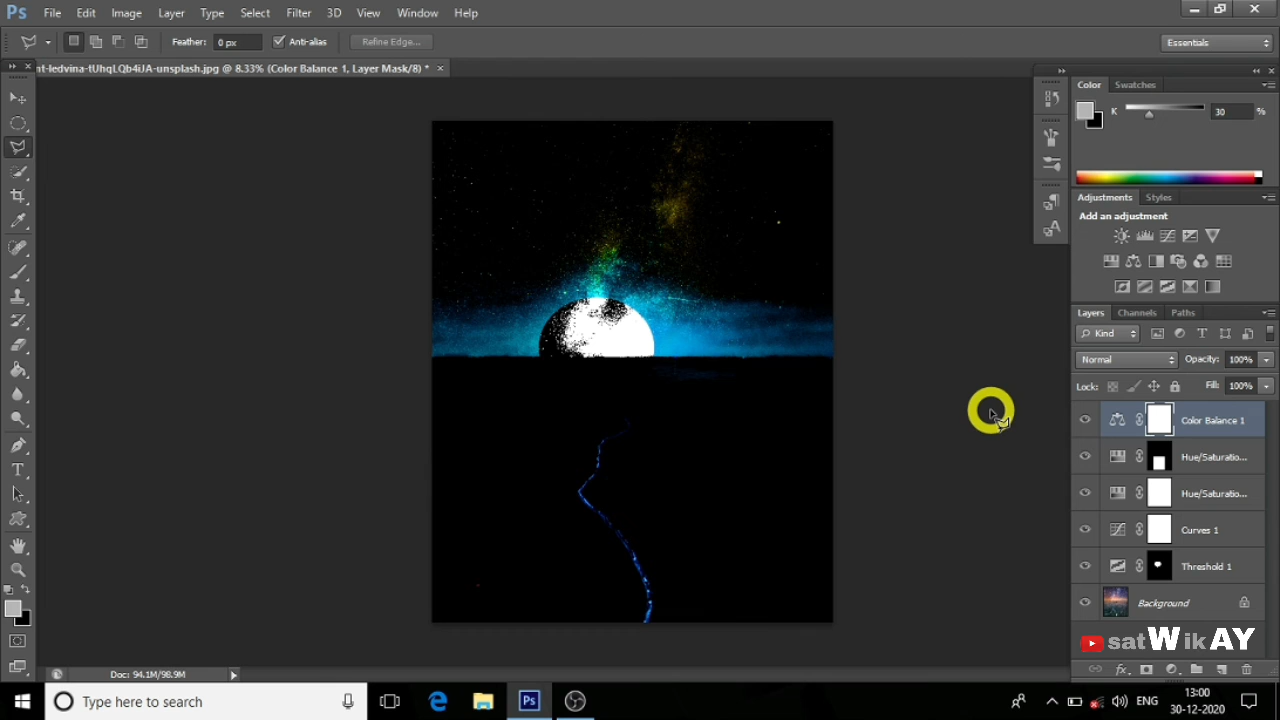 Ps File Edit Image Layer Type Select Filter 3D View Window Help
Feather: 0 px Anti-alias Refine Edge... Essentials
nt-ledvina-tUhqLQb4iJA-unsplash.jpg @ 8.33% (Color Balance 1, Layer Mask/8) *
Color Swatches
K 30 %
Adjustments Styles
Add an adjustment
Layers Channels Paths
Kind
Normal Opacity: 100%
Lock: Fill: 100%
Color Balance 1
Hue/Saturatio...
Hue/Saturatio...
Curves 1
Threshold 1
Background
satWikAY
Doc: 94.1M/98.9M
Type here to search
Ps
ENG
13:00
30-12-2020